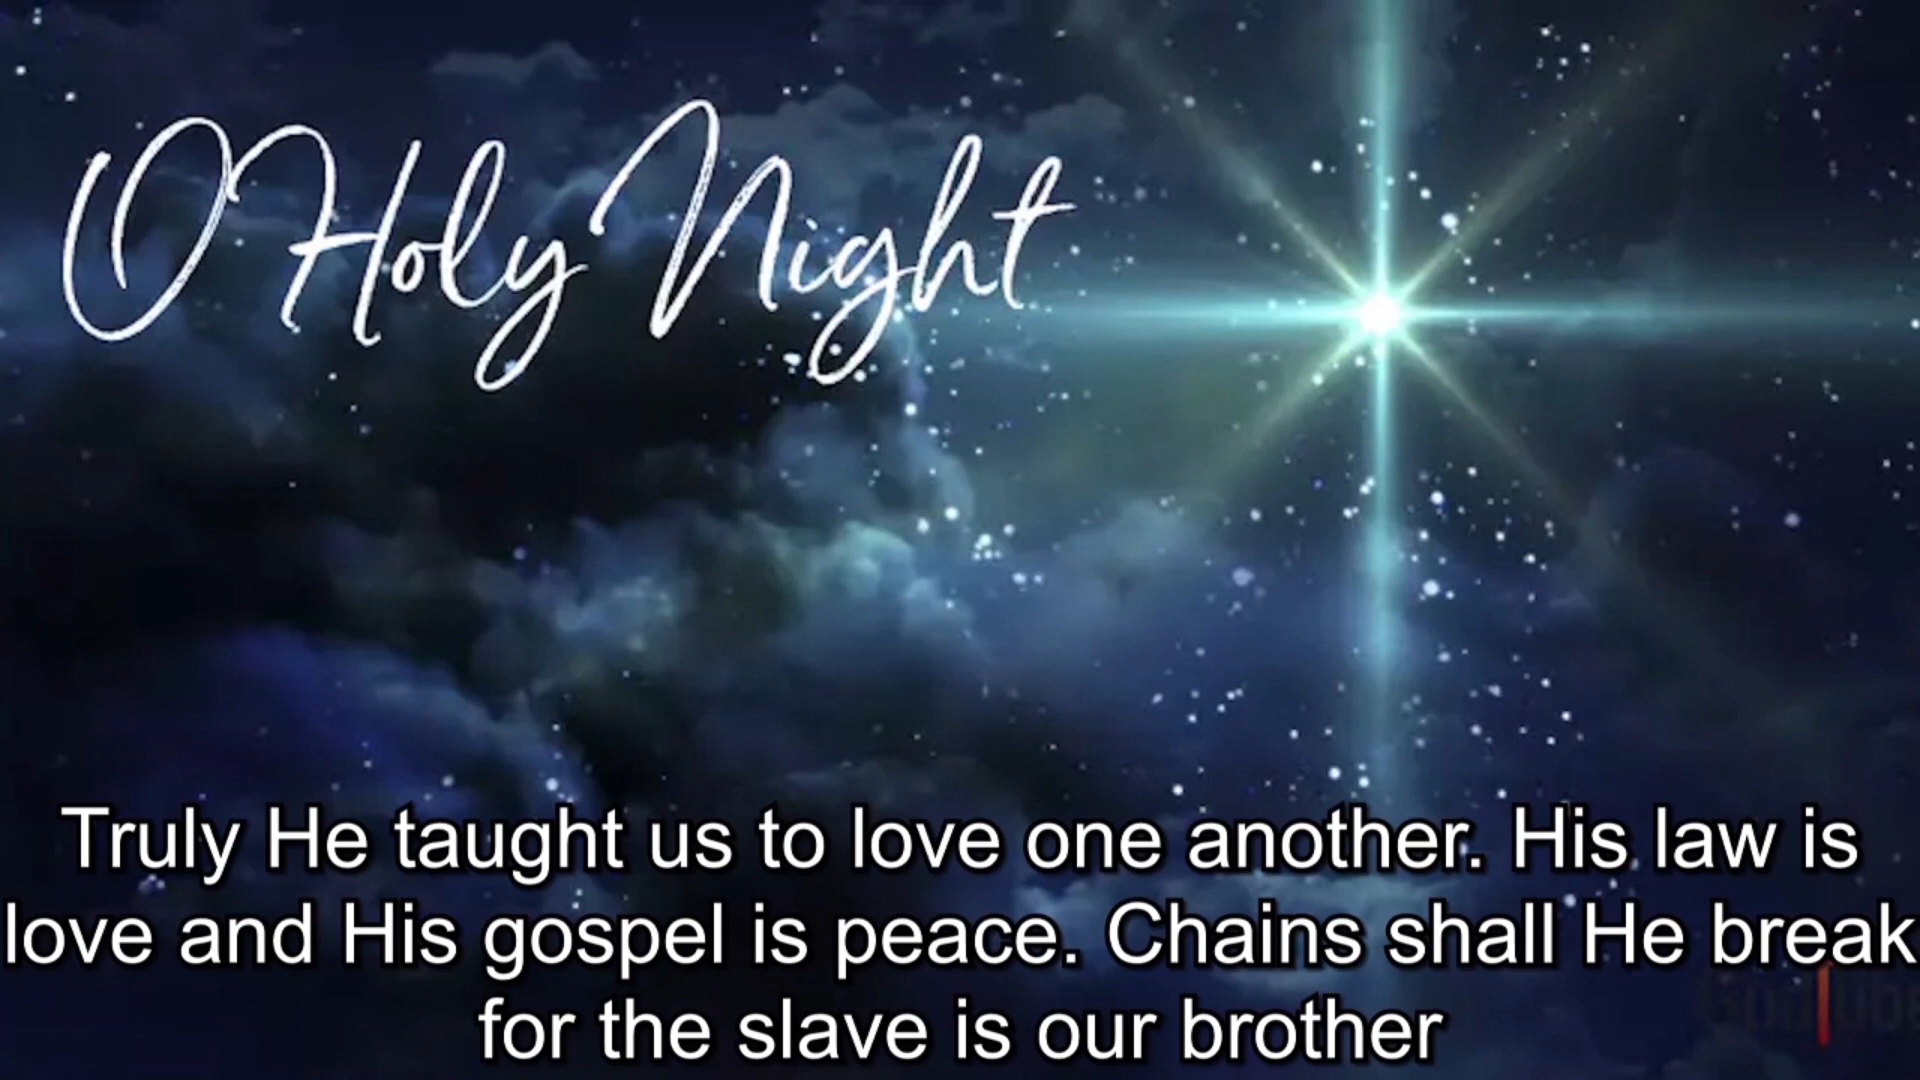 O Holy Night
Truly He taught us to love one another. His law is
love and His gospel is peace. Chains shall He break
for the slave is our brother